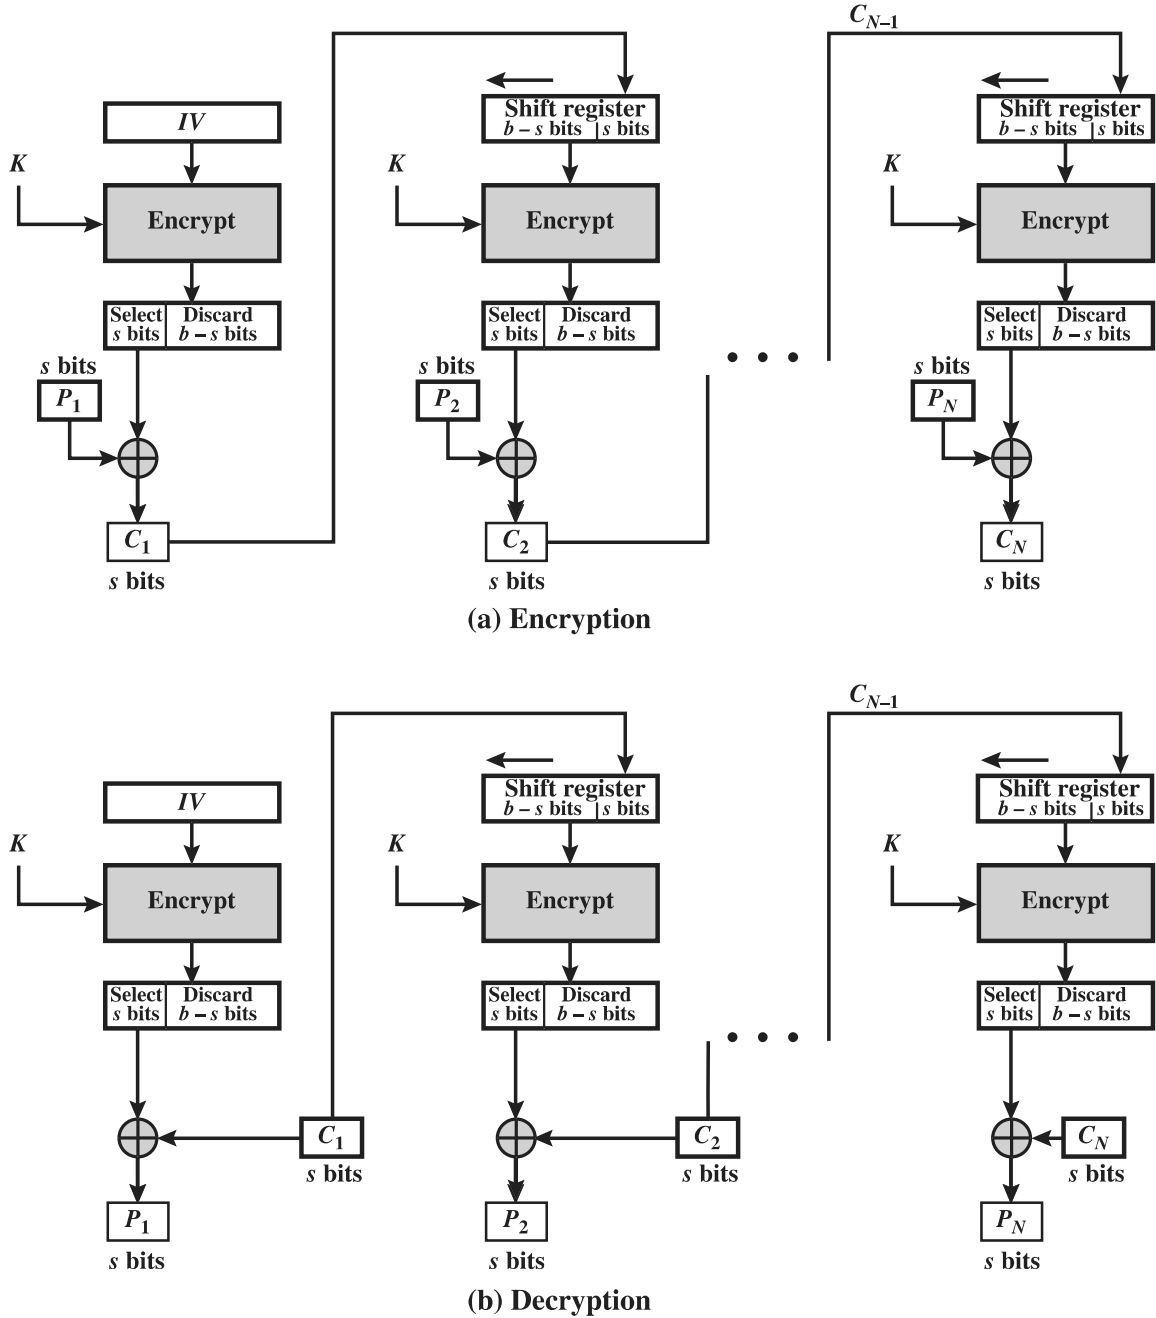 C_{N-1}
Shift register
b – s bits | s bits
Shift register
b – s bits | s bits
IV
K
K
K
Encrypt
Encrypt
Encrypt
Select
s bits
Discard
b – s bits
Select
s bits
Discard
b – s bits
Select
s bits
Discard
b – s bits
s bits
P_1
s bits
P_2
• • •
s bits
P_N
C_1
s bits
C_2
s bits
C_N
s bits
(a) Encryption
C_{N-1}
Shift register
b – s bits | s bits
Shift register
b – s bits | s bits
IV
K
K
K
Encrypt
Encrypt
Encrypt
Select
s bits
Discard
b – s bits
Select
s bits
Discard
b – s bits
Select
s bits
Discard
b – s bits
• • •
C_1
s bits
C_2
s bits
C_N
s bits
P_1
s bits
P_2
s bits
P_N
s bits
(b) Decryption